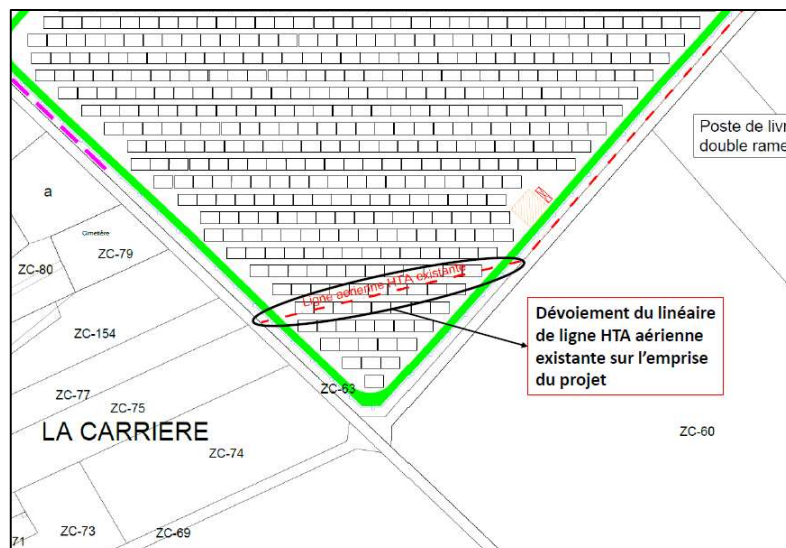 Poste de livr
double rame
a
Cimetière
ZC-80
ZC-79
Ligne aérienne HTA existante
Dévoiement du linéaire
de ligne HTA aérienne
existante sur l’emprise
du projet
ZC-154
ZC-63
ZC-77
ZC-75
LA CARRIERE
ZC-60
ZC-74
ZC-73
ZC-69
71